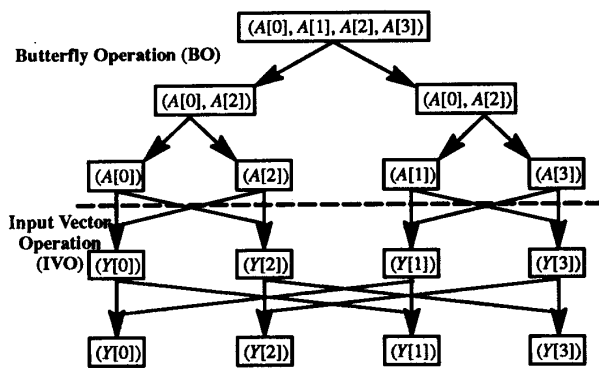 (A[0], A[1], A[2], A[3])
Butterfly Operation (BO)
(A[0], A[2])
(A[0], A[2])
(A[0])
(A[2])
(A[1])
(A[3])
Input Vector
Operation
(IVO)
(Y[0])
(Y[2])
(Y[1])
(Y[3])
(Y[0])
(Y[2])
(Y[1])
(Y[3])